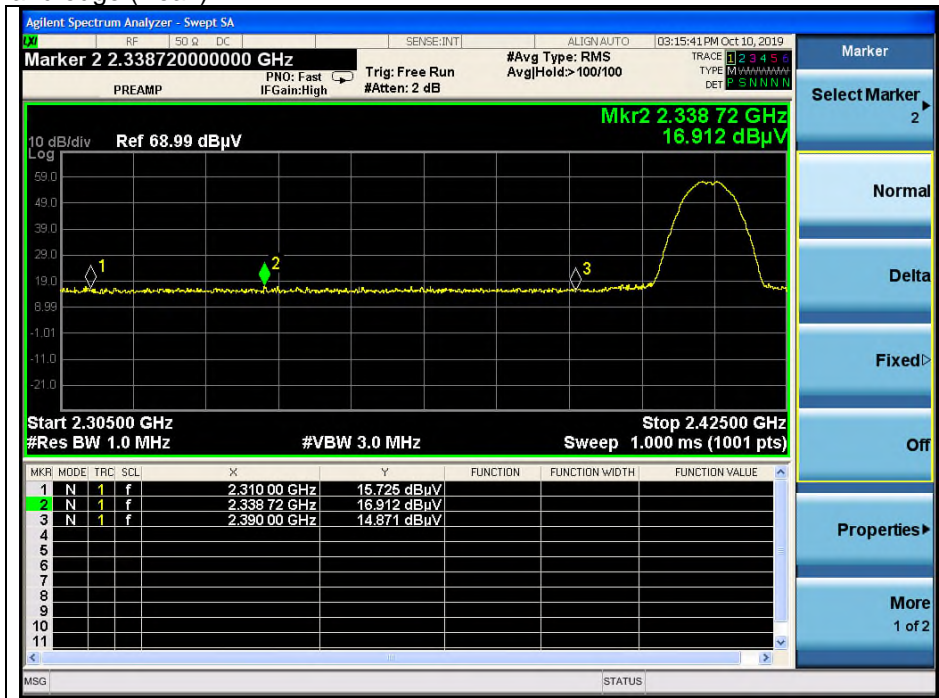 Agilent Spectrum Analyzer - Swept SA
LXI RF 50 Ω DC SENSE:INT ALIGN AUTO 03:15:41 PM Oct 10, 2019
Marker 2 2.338720000000 GHz
PREAMP
PNO: Fast
IFGain:High
Trig: Free Run
#Atten: 2 dB
#Avg Type: RMS
Avg|Hold:>100/100
TRACE 1 2 3 4 5 6
TYPE M WWWWW
DET P S N N N N
Mkr2 2.338 72 GHz
16.912 dBµV
10 dB/div Ref 68.99 dBµV
Log
59.0
49.0
39.0
29.0
19.0
8.99
-1.01
-11.0
-21.0
1
2
3
Start 2.30500 GHz Stop 2.42500 GHz
#Res BW 1.0 MHz #VBW 3.0 MHz Sweep 1.000 ms (1001 pts)
MKR MODE TRC SCL X Y FUNCTION FUNCTION WIDTH FUNCTION VALUE
1 N 1 f 2.310 00 GHz 15.725 dBµV
2 N 1 f 2.338 72 GHz 16.912 dBµV
3 N 1 f 2.390 00 GHz 14.871 dBµV
4
5
6
7
8
9
10
11
MSG STATUS
Marker
Select Marker
2
Normal
Delta
Fixed
Off
Properties
More
1 of 2